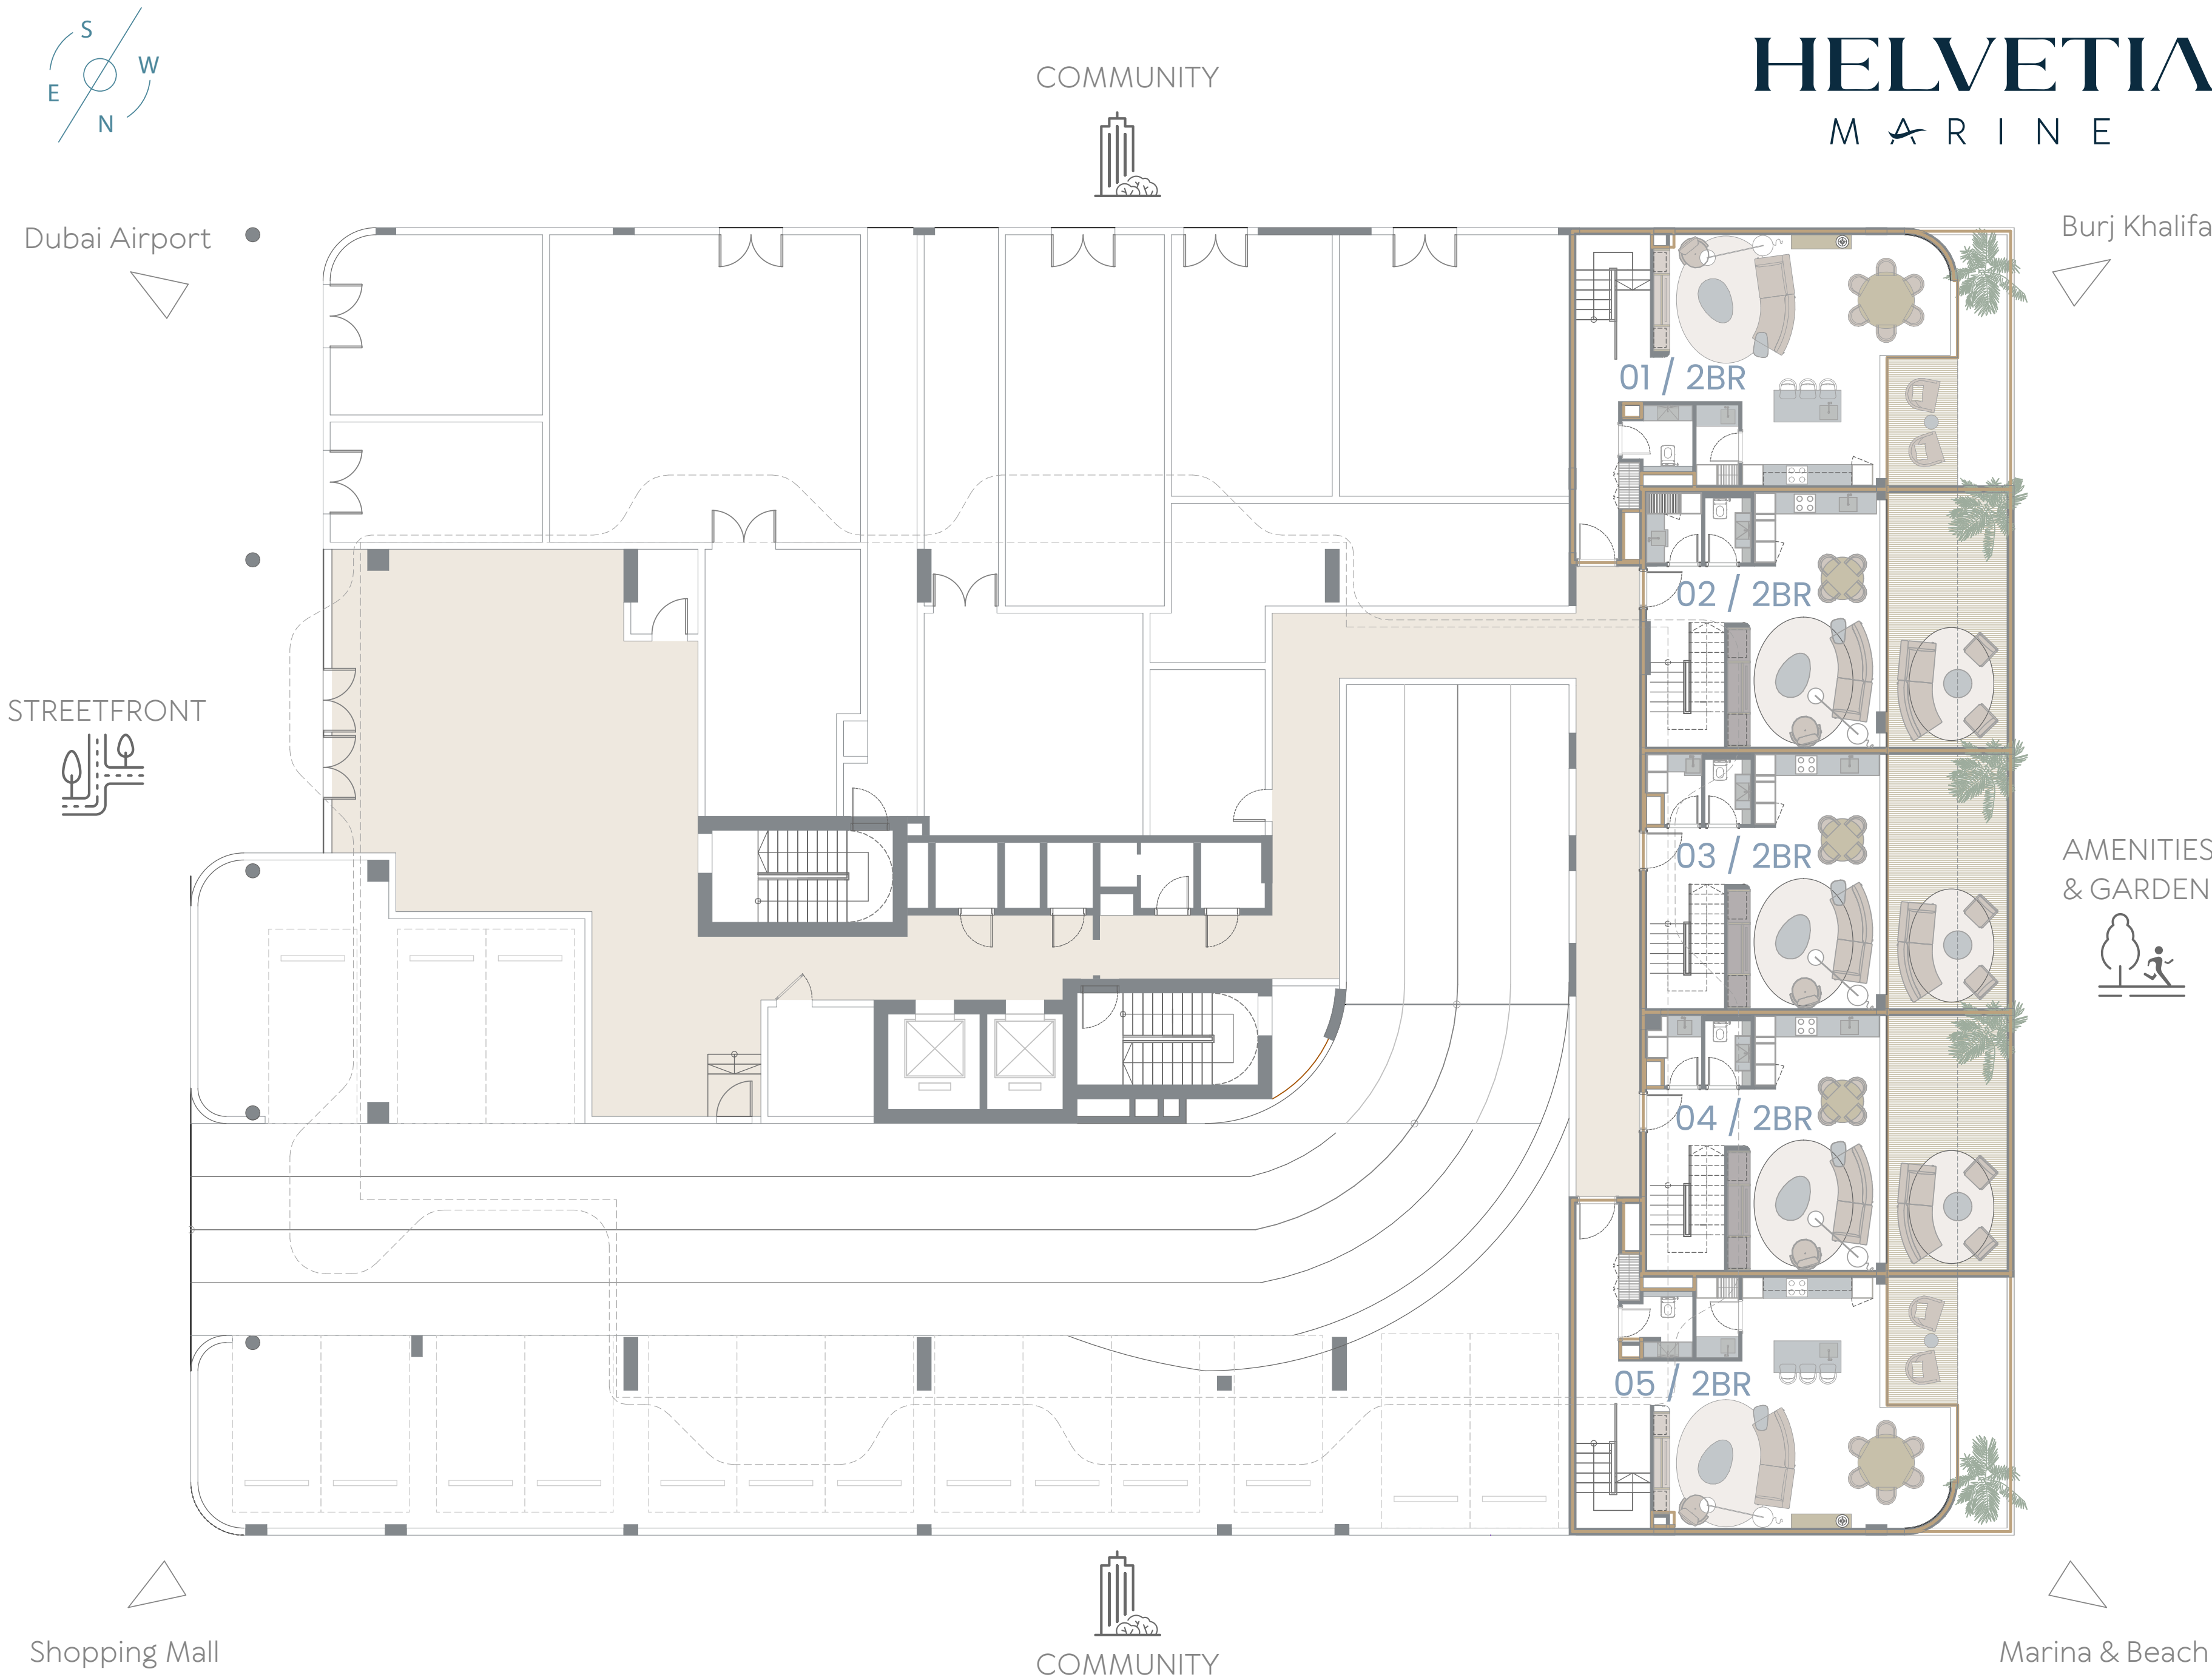 S
W
E
N
COMMUNITY
HELVETIA
MARINE
Dubai Airport
Burj Khalifa
01 / 2BR
02 / 2BR
STREETFRONT
03 / 2BR
AMENITIES
& GARDEN
04 / 2BR
05 / 2BR
Shopping Mall
COMMUNITY
Marina & Beach